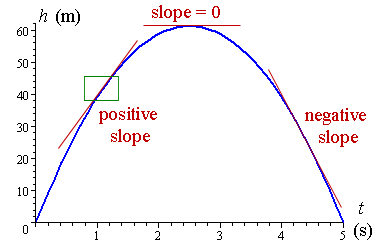 h (m)
slope = 0
60
50
40
30
20
10
0
positive
slope
negative
slope
1
2
3
4
5
t
(s)